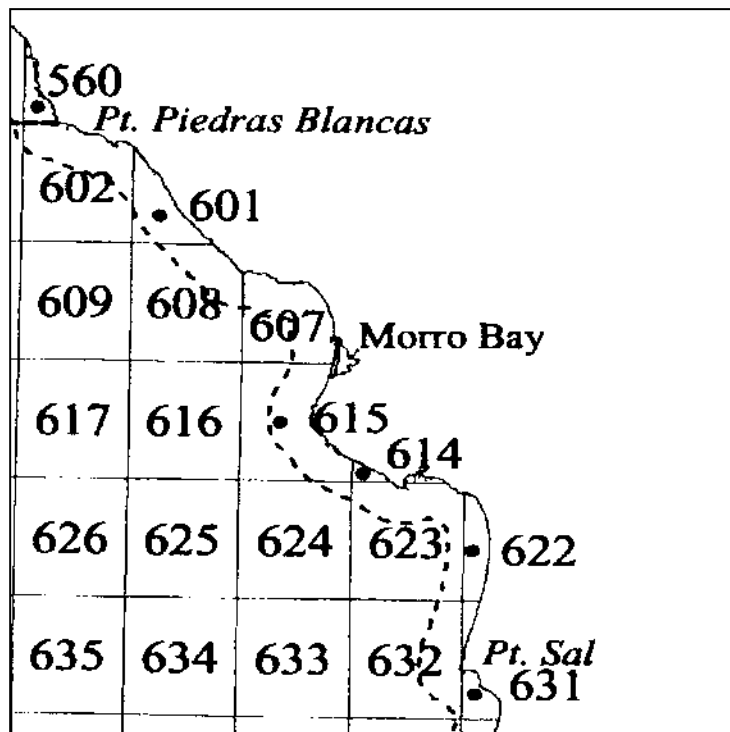 560
Pt. Piedras Blancas
602 601
609 608 607 Morro Bay
617 616 615 614
626 625 624 623 622
635 634 633 632 Pt. Sal
631